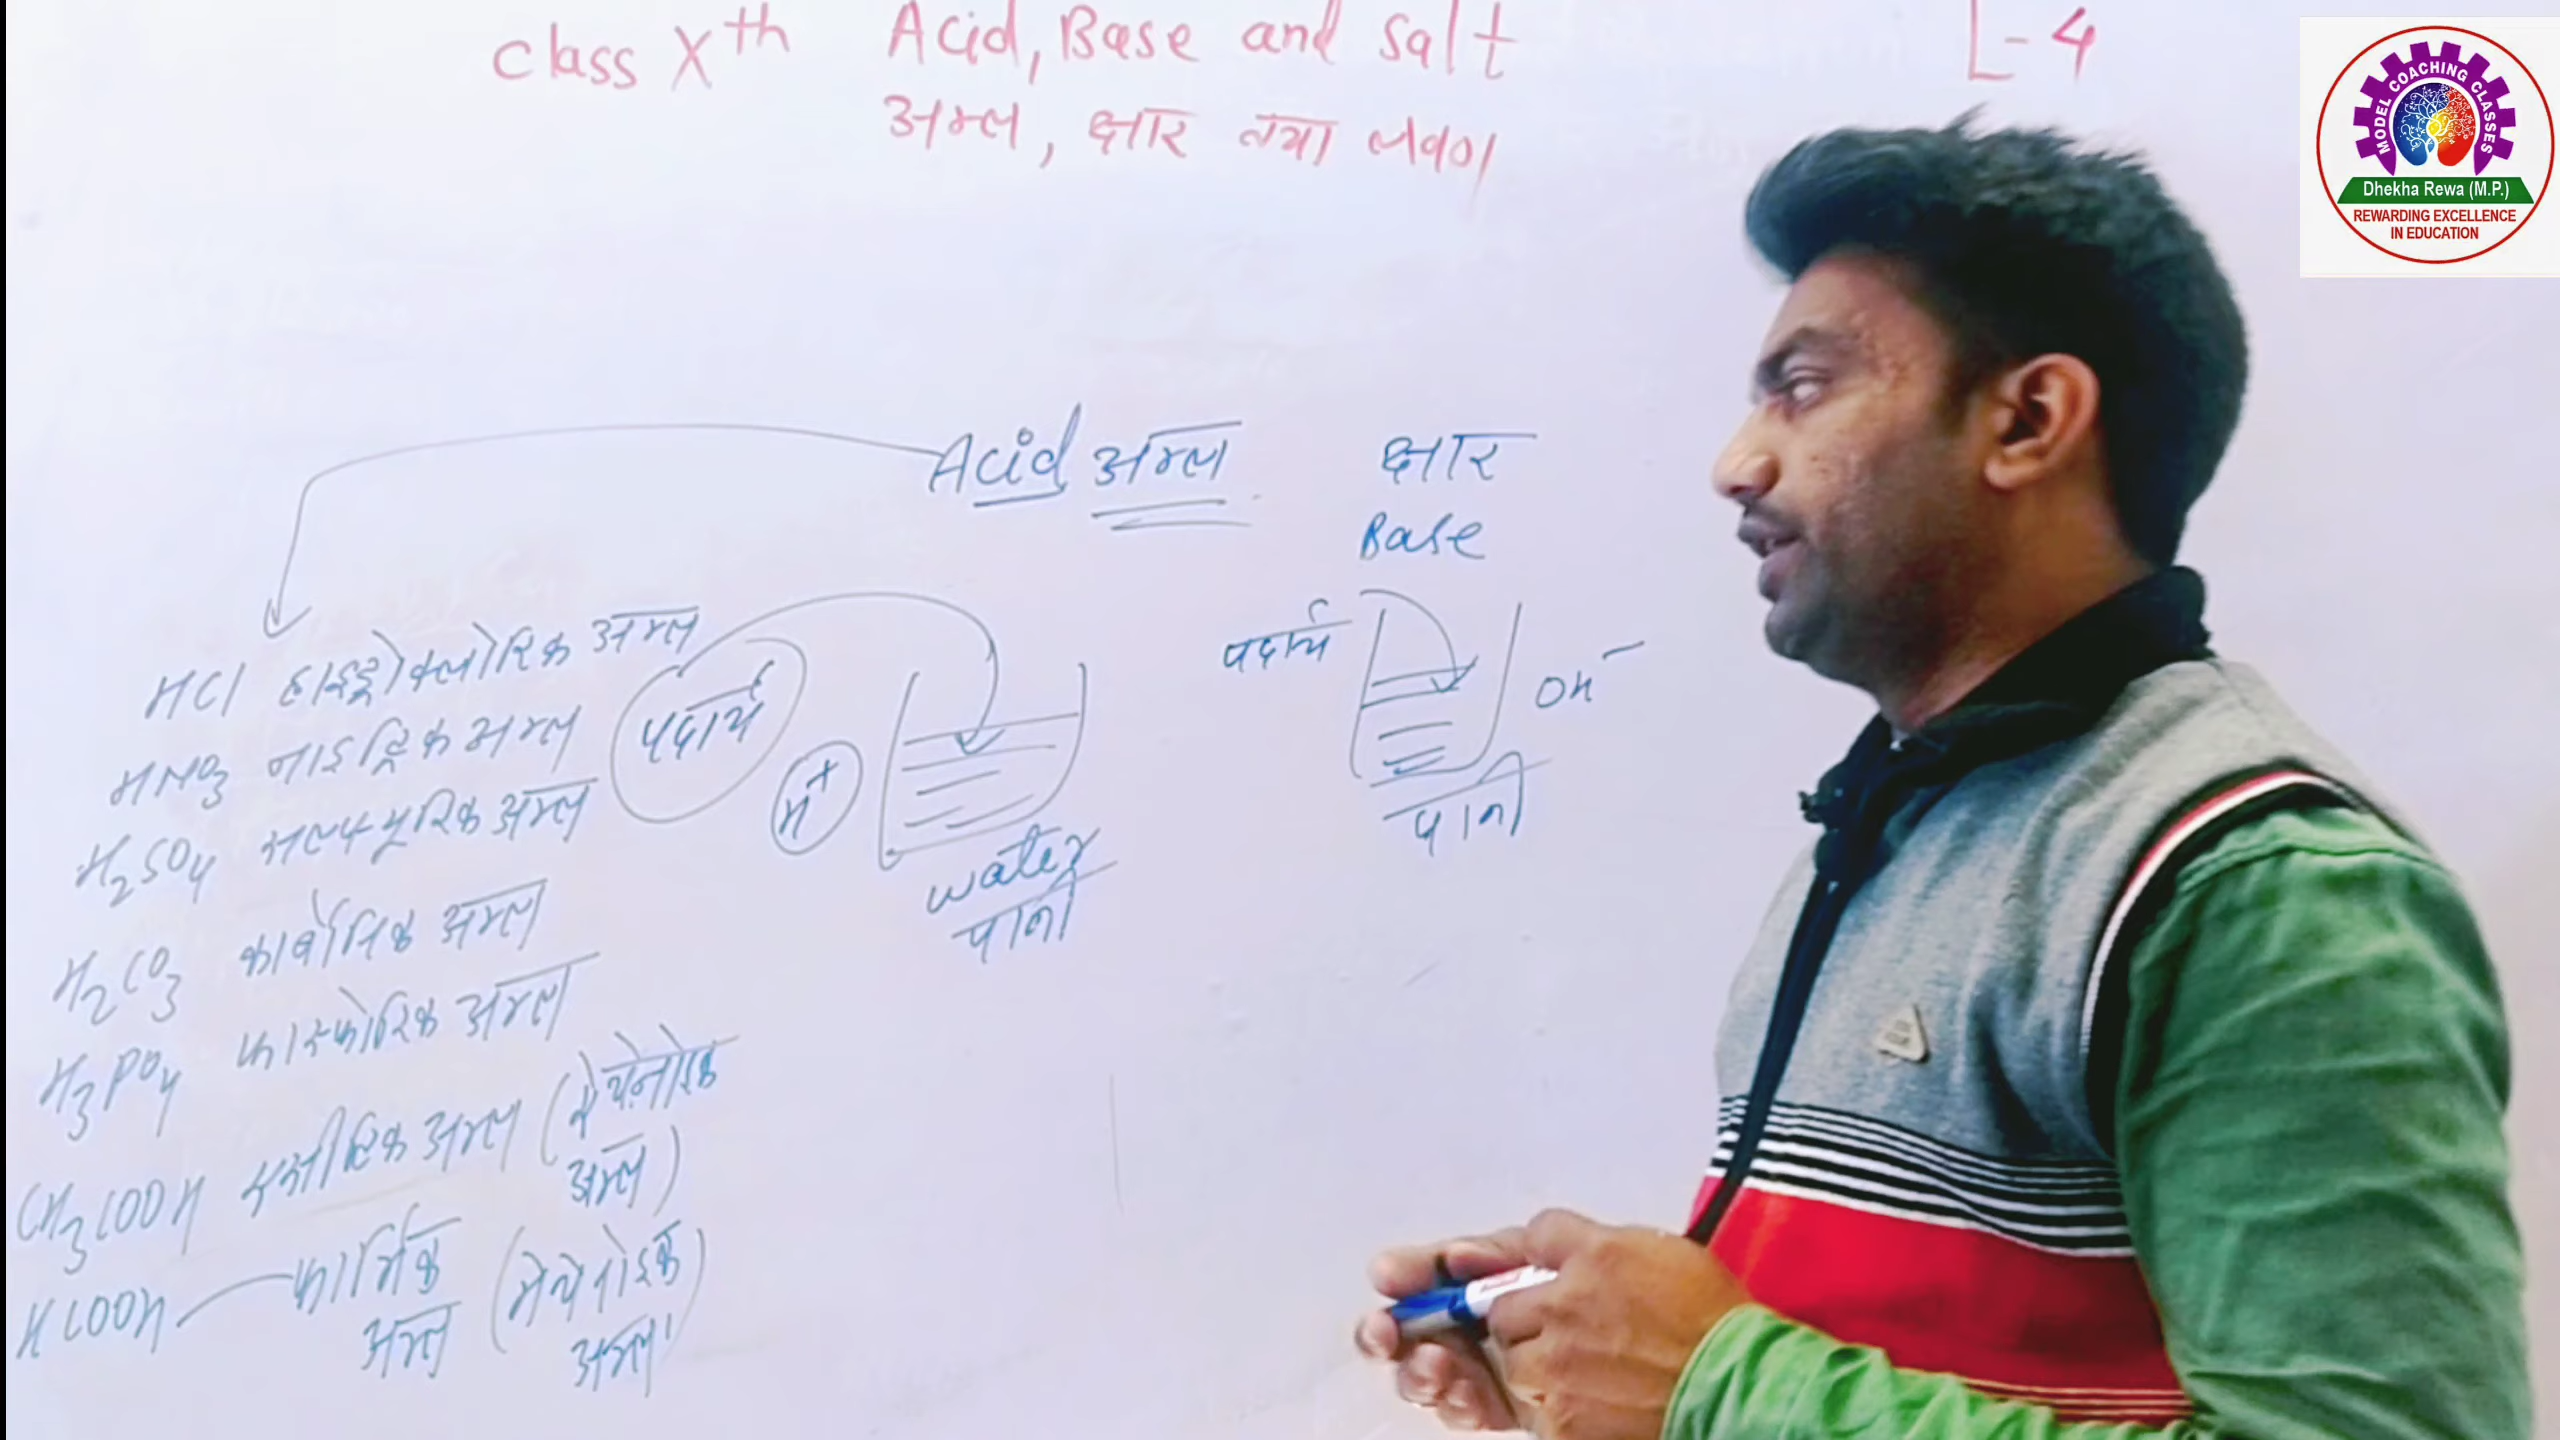 Class Xth Acid, Base and Salt
L-4
अम्ल, क्षार तथा लवण
MODEL COACHING CLASSES
Dhekha Rewa (M.P.)
REWARDING EXCELLENCE
IN EDUCATION
Acid अम्ल
क्षार
Base
HCl हाइड्रोक्लोरिक अम्ल
HNO3 नाइट्रिक अम्ल
H2SO4 सल्फ्यूरिक अम्ल
H2CO3 कार्बोनिक अम्ल
H3PO4 फास्फोरिक अम्ल
CH3COOH एसीटिक अम्ल (ऐथेनोइक
अम्ल)
HCOOH फार्मिक
अम्ल
(मेथेनोइक
अम्ल)
पदार्थ
H+
water
पानी
पदार्थ
OH-
पानी